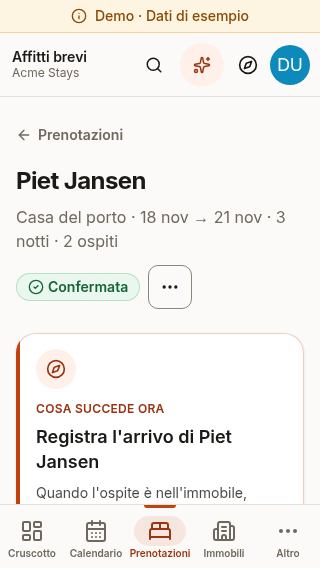 Demo · Dati di esempio
Affitti brevi
Acme Stays
DU
← Prenotazioni
Piet Jansen
Casa del porto · 18 nov → 21 nov · 3
notti · 2 ospiti
Confermata
COSA SUCCEDE ORA
Registra l'arrivo di Piet
Jansen
Quando l'ospite è nell'immobile,
Cruscotto
Calendario
Prenotazioni
Immobili
Altro